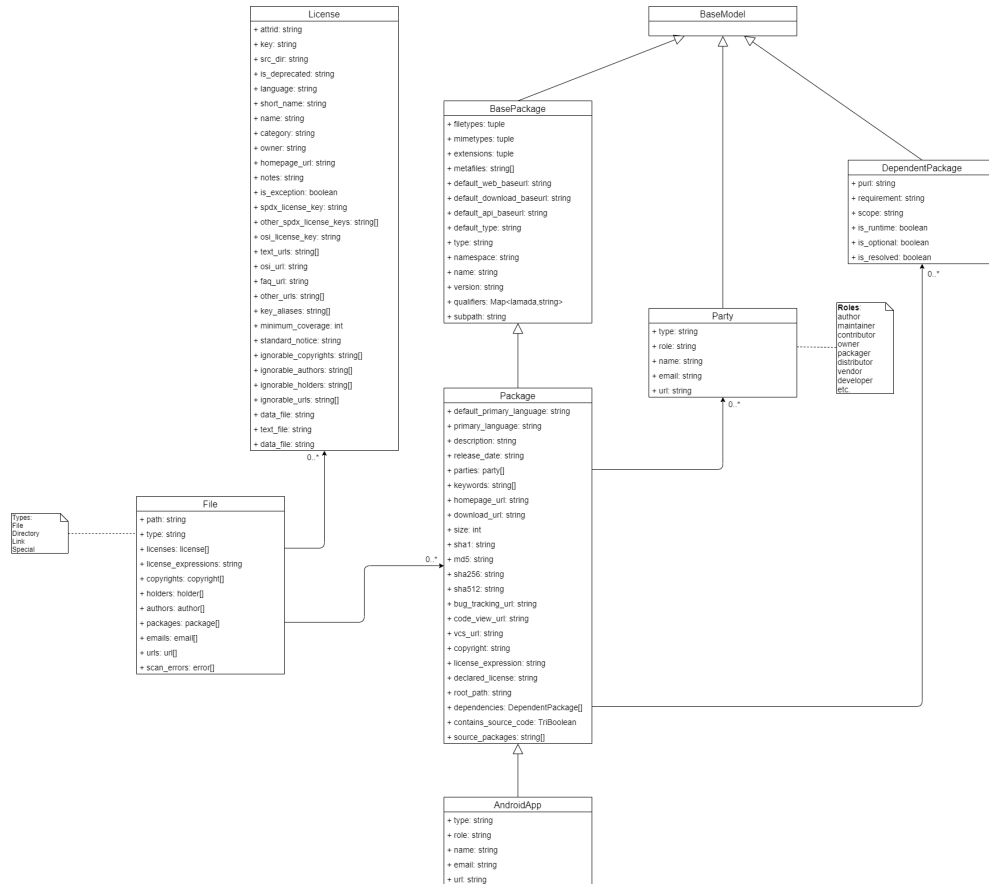 License
+ attrid: string
+ key: string
+ src_dir: string
+ is_deprecated: string
+ language: string
+ short_name: string
+ name: string
+ category: string
+ owner: string
+ homepage_url: string
+ notes: string
+ is_exception: boolean
+ spdx_license_key: string
+ other_spdx_license_keys: string[]
+ osi_license_key: string
+ text_urls: string[]
+ osi_url: string
+ faq_url: string
+ other_urls: string[]
+ key_aliases: string[]
+ minimum_coverage: int
+ standard_notice: string
+ ignorable_copyrights: string[]
+ ignorable_authors: string[]
+ ignorable_holders: string[]
+ ignorable_urls: string[]
+ data_file: string
+ text_file: string
+ data_file: string
0..*
BaseModel
BasePackage
+ filetypes: tuple
+ mimetypes: tuple
+ extensions: tuple
+ metafiles: string[]
+ default_web_baseurl: string
+ default_download_baseurl: string
+ default_api_baseurl: string
+ default_type: string
+ type: string
+ namespace: string
+ name: string
+ version: string
+ qualifiers: Map<lamada,string>
+ subpath: string
DependentPackage
+ purl: string
+ requirement: string
+ scope: string
+ is_runtime: boolean
+ is_optional: boolean
+ is_resolved: boolean
0..*
Party
+ type: string
+ role: string
+ name: string
+ email: string
+ url: string
0..*
Roles:
author
maintainer
contributor
owner
packager
distributor
vendor
developer
etc.
Package
+ default_primary_language: string
+ primary_language: string
+ description: string
+ release_date: string
+ parties: party[]
+ keywords: string[]
+ homepage_url: string
+ download_url: string
+ size: int
+ sha1: string
+ md5: string
+ sha256: string
+ sha512: string
+ bug_tracking_url: string
+ code_view_url: string
+ vcs_url: string
+ copyright: string
+ license_expression: string
+ declared_license: string
+ root_path: string
+ dependencies: DependentPackage[]
+ contains_source_code: TriBoolean
+ source_packages: string[]
0..*
Types:
File
Directory
Link
Special
File
+ path: string
+ type: string
+ licenses: license[]
+ license_expressions: string
+ copyrights: copyright[]
+ holders: holder[]
+ authors: author[]
+ packages: package[]
+ emails: email[]
+ urls: url[]
+ scan_errors: error[]
AndroidApp
+ type: string
+ role: string
+ name: string
+ email: string
+ url: string